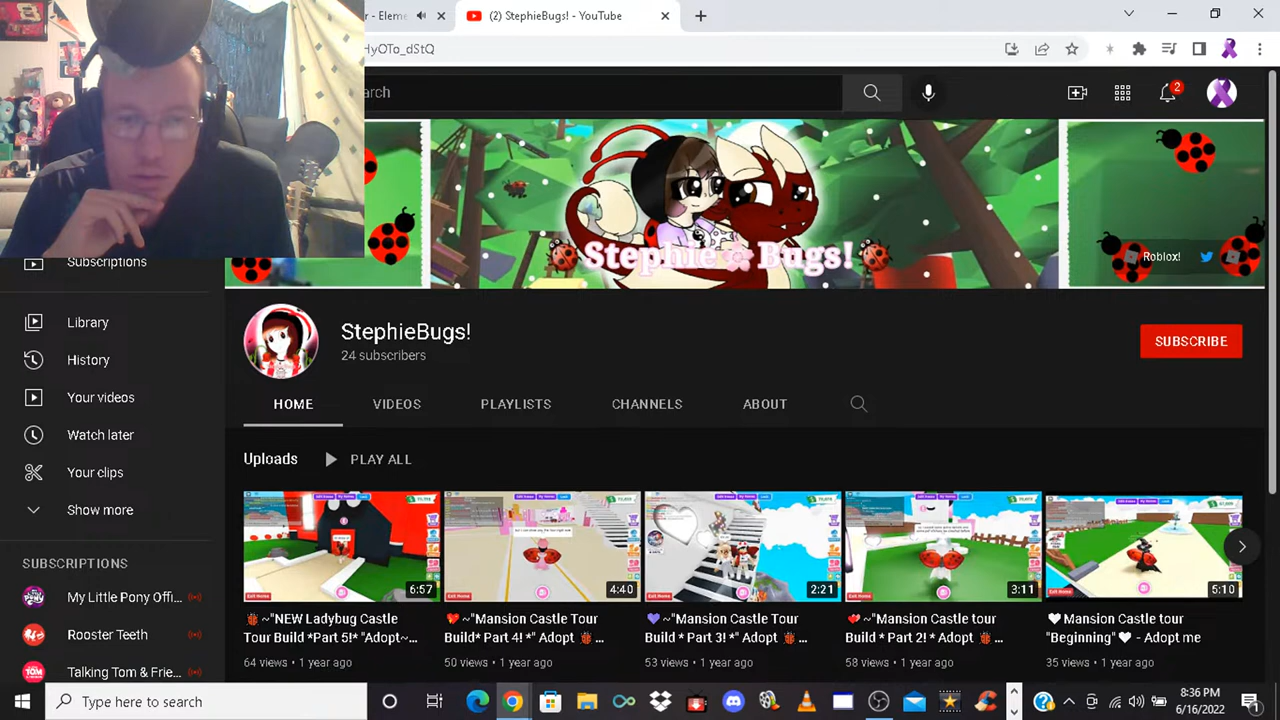 r - Eleme
(2) StephieBugs! - YouTube
HyOTo_dStQ
arch
2
Stephie Bugs!
Roblox!
Subscriptions
Library
History
Your videos
Watch later
Your clips
Show more
SUBSCRIPTIONS
My Little Pony Offi...
Rooster Teeth
Talking Tom & Frie...
StephieBugs!
24 subscribers
SUBSCRIBE
HOME VIDEOS PLAYLISTS CHANNELS ABOUT
Uploads PLAY ALL
6:57 4:40 2:21 3:11 5:10
~"NEW Ladybug Castle
Tour Build *Part 5!* "Adopt~...
64 views • 1 year ago
~"Mansion Castle Tour
Build* Part 4! *" Adopt ...
50 views • 1 year ago
~"Mansion Castle Tour
Build * Part 3! *" Adopt ...
53 views • 1 year ago
~"Mansion Castle tour
Build * Part 2! * Adopt ...
58 views • 1 year ago
Mansion Castle tour
"Beginning" - Adopt me
35 views • 1 year ago
Type here to search
8:36 PM
6/16/2022
1